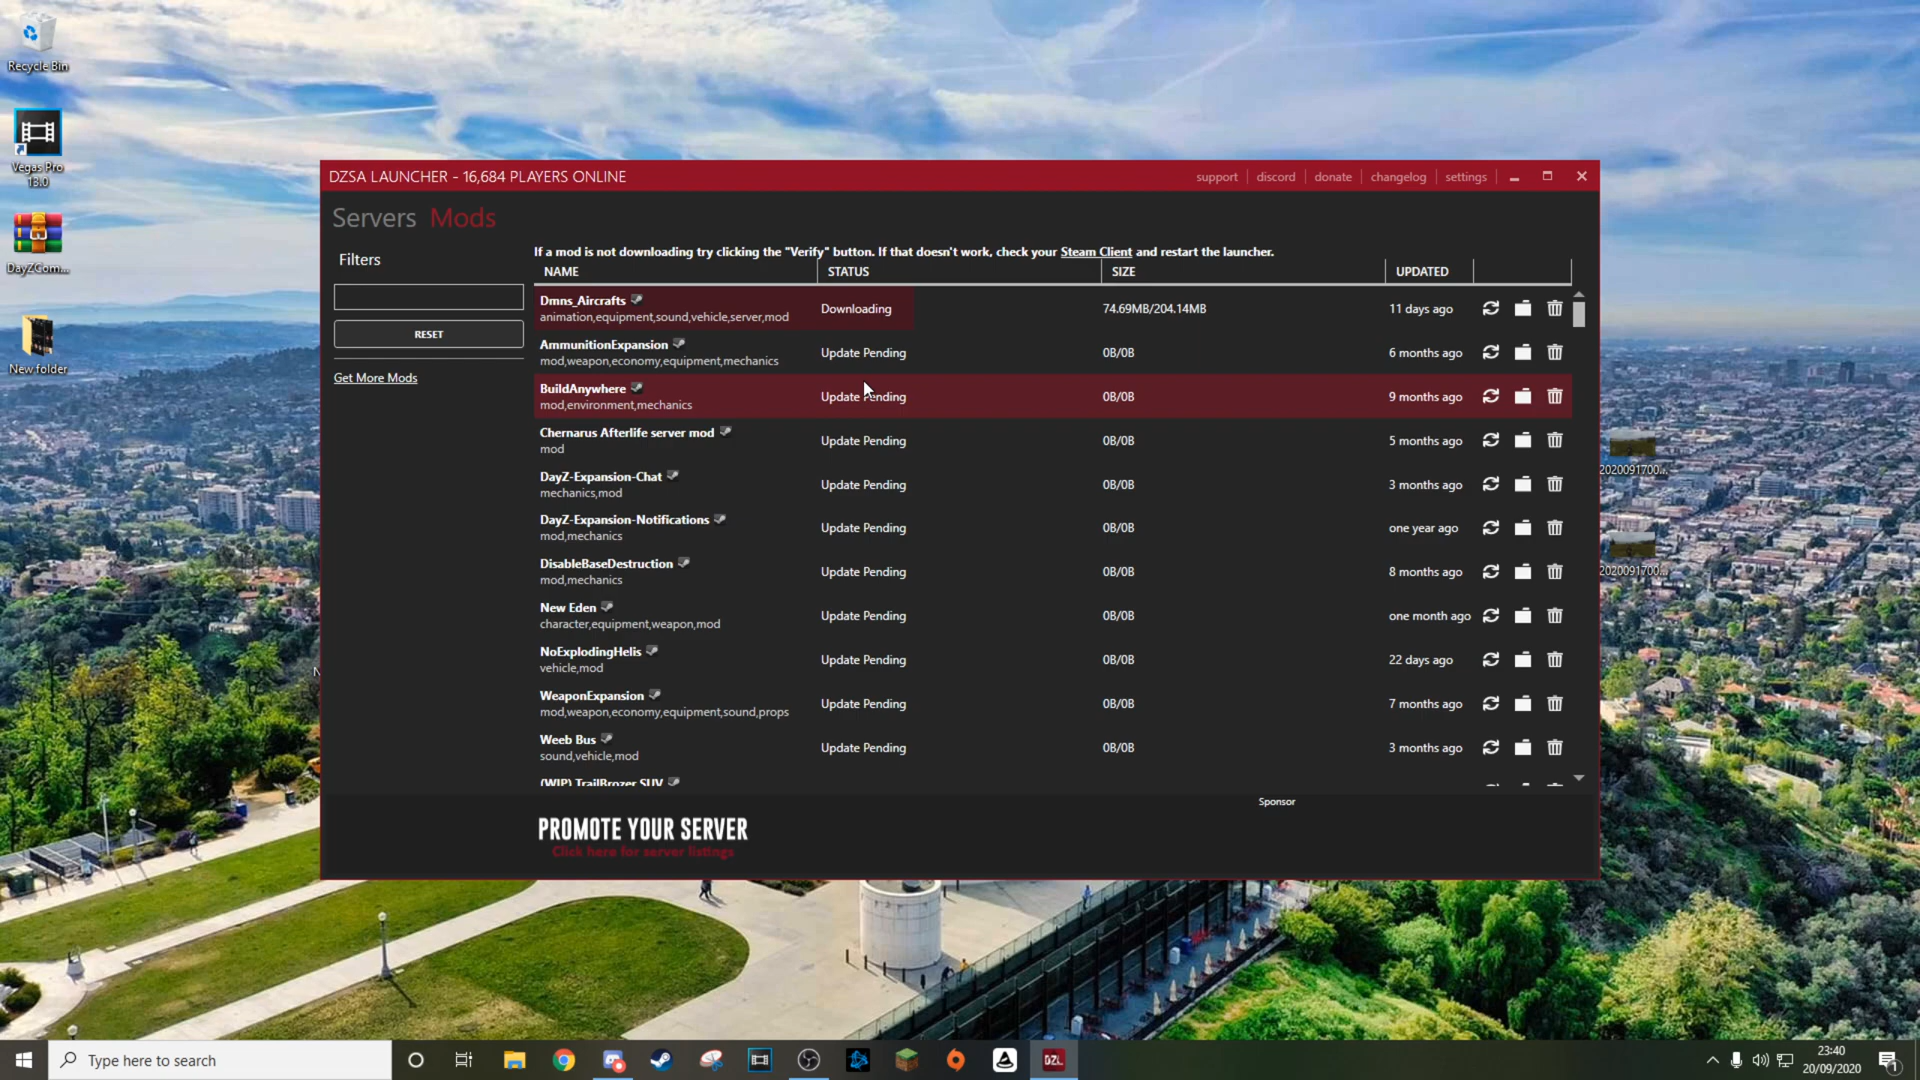 Recycle Bin
Vegas Pro
13.0
DayZCom...
New folder
DZSA LAUNCHER - 16,684 PLAYERS ONLINE
support
discord
donate
changelog
settings
Servers
Mods
If a mod is not downloading try clicking the "Verify" button. If that doesn't work, check your Steam Client and restart the launcher.
Filters
RESET
Get More Mods
NAME STATUS SIZE UPDATED
Dmns_Aircrafts
animation,equipment,sound,vehicle,server,mod
Downloading 74.69MB/204.14MB 11 days ago
AmmunitionExpansion
mod,weapon,economy,equipment,mechanics
Update Pending 0B/0B 6 months ago
BuildAnywhere
mod,environment,mechanics
Update Pending 0B/0B 9 months ago
Chernarus Afterlife server mod
mod
Update Pending 0B/0B 5 months ago
DayZ-Expansion-Chat
mechanics,mod
Update Pending 0B/0B 3 months ago
DayZ-Expansion-Notifications
mod,mechanics
Update Pending 0B/0B one year ago
DisableBaseDestruction
mod,mechanics
Update Pending 0B/0B 8 months ago
New Eden
character,equipment,weapon,mod
Update Pending 0B/0B one month ago
NoExplodingHelis
vehicle,mod
Update Pending 0B/0B 22 days ago
WeaponExpansion
mod,weapon,economy,equipment,sound,props
Update Pending 0B/0B 7 months ago
Weeb Bus
sound,vehicle,mod
Update Pending 0B/0B 3 months ago
(WIP) TrailBrozer SUV
Sponsor
PROMOTE YOUR SERVER
Click here for server listings
2020091700...
2020091700...
Type here to search
DZL
23:40
20/09/2020
1